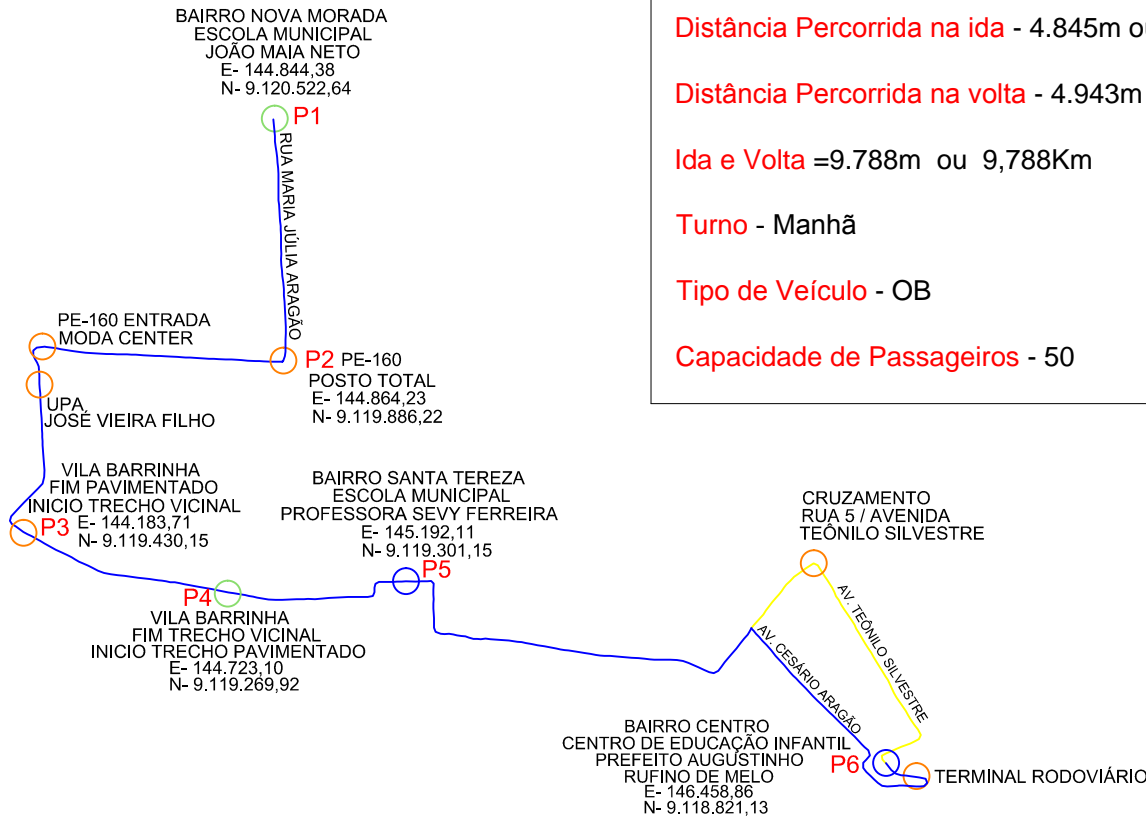 BAIRRO NOVA MORADA
ESCOLA MUNICIPAL
JOÃO MAIA NETO
E- 144.844,38
N- 9.120.522,64
P1
RUA MARIA JÚLIA ARAGÃO
Distância Percorrida na ida - 4.845m ou
Distância Percorrida na volta - 4.943m
Ida e Volta =9.788m ou 9,788Km
Turno - Manhã
Tipo de Veículo - OB
Capacidade de Passageiros - 50
PE-160 ENTRADA
MODA CENTER
P2 PE-160
POSTO TOTAL
E- 144.864,23
N- 9.119.886,22
UPA,
JOSÉ VIEIRA FILHO
VILA BARRINHA
FIM PAVIMENTADO
INICIO TRECHO VICINAL
P3 E- 144.183,71
N- 9.119.430,15
BAIRRO SANTA TEREZA
ESCOLA MUNICIPAL
PROFESSORA SEVY FERREIRA
E- 145.192,11
N- 9.119.301,15
P5
CRUZAMENTO
RUA 5 / AVENIDA
TEÔNILO SILVESTRE
P4
VILA BARRINHA
FIM TRECHO VICINAL
INICIO TRECHO PAVIMENTADO
E- 144.723,10
N- 9.119.269,92
AV. TEÔNILO SILVESTRE
AV. CESÁRIO ARAGÃO
BAIRRO CENTRO
CENTRO DE EDUCAÇÃO INFANTIL
PREFEITO AUGUSTINHO
RUFINO DE MELO
E- 146.458,86
N- 9.118.821,13
P6
TERMINAL RODOVIÁRIO